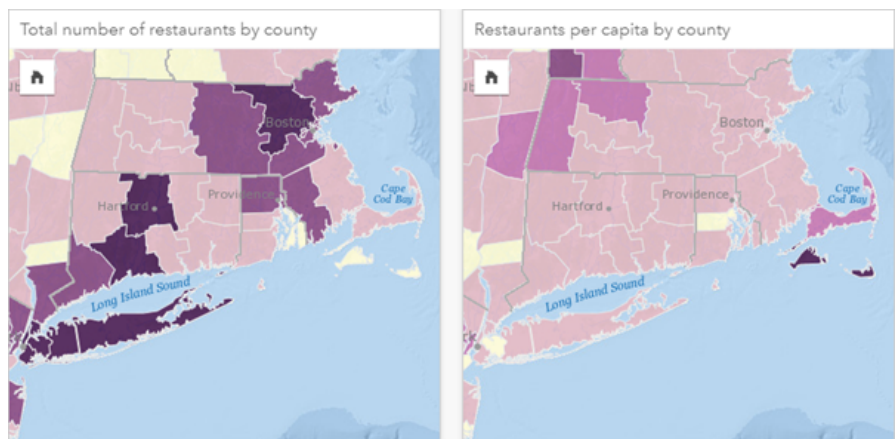 Total number of restaurants by county
Boston
Hartford
Providence
Cape
Cod Bay
Long Island Sound
Restaurants per capita by county
Boston
Hartford
Providence
Cape
Cod Bay
Long Island Sound